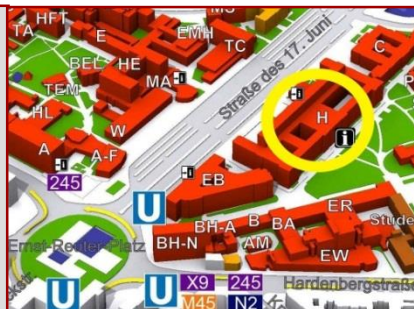 HFT
MS
TA
E
EMH
TC
C
BEL
HE
MA
Straße des 17. Juni
TEM
HL
W
H
A
A-F
i
245
EB
U
BH-A
B
BA
ER
Ernst-Reuter-Platz
BH-N
AM
EW
U
U
X9 245
Hardenbergstraße
M45 N2